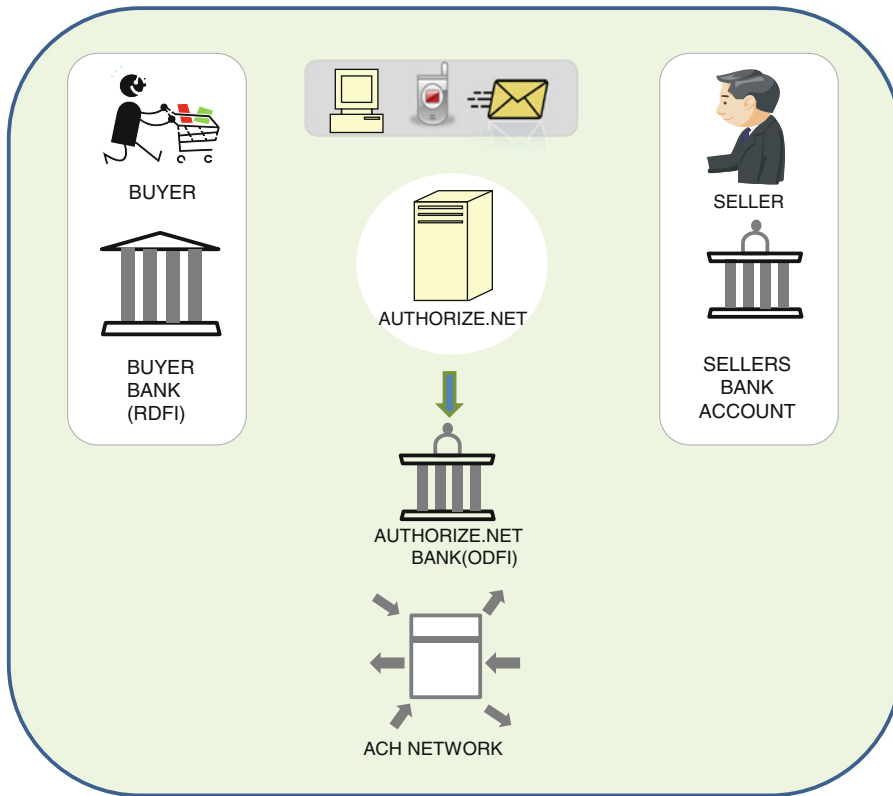 BUYER
BUYER
BANK
(RDFI)
AUTHORIZE.NET
AUTHORIZE.NET
BANK(ODFI)
ACH NETWORK
SELLER
SELLERS
BANK
ACCOUNT